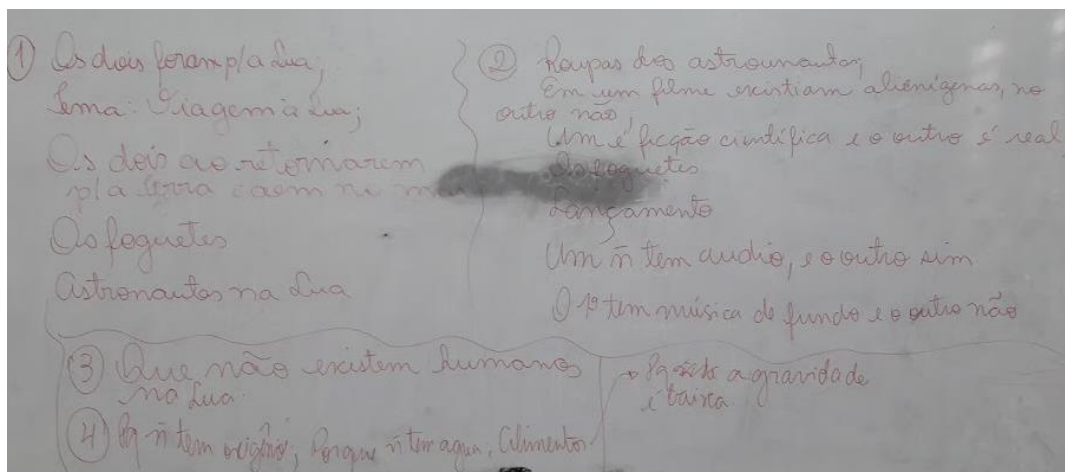 ① Os dois foram p/ a Lua;
Tema: Viagem à Lua;
Os dois ao retornarem
p/ a terra caem no
Os foguetes
Astronautas na Lua
② Roupas dos astrounautas;
Em um filme existiam alienígenas, no
outro não;
Um é ficção científica e o outro é real
Os foguetes
Lançamento
Um ñ tem audio, e o outro sim
O 1º tem música de fundo e o outro não
③ Que não existem humanos
na Lua.
④ Pq ñ tem oxigênio, Porque ñ tem agua, Alimentos
→ Pq a gravidade
é baixa.